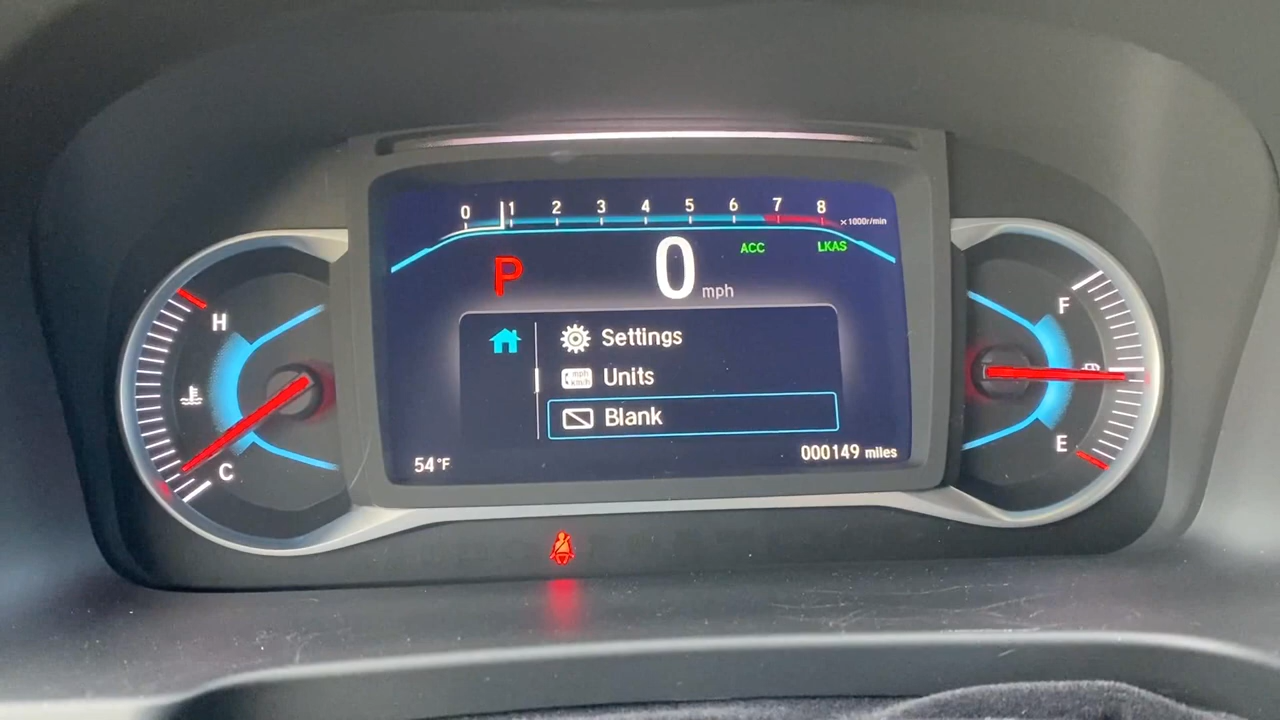 0 1 2 3 4 5 6 7 8 x1000r/min
ACC LKAS
P 0 mph
H
F
Settings
mph km/h Units
Blank
C
E
54°F
000149 miles